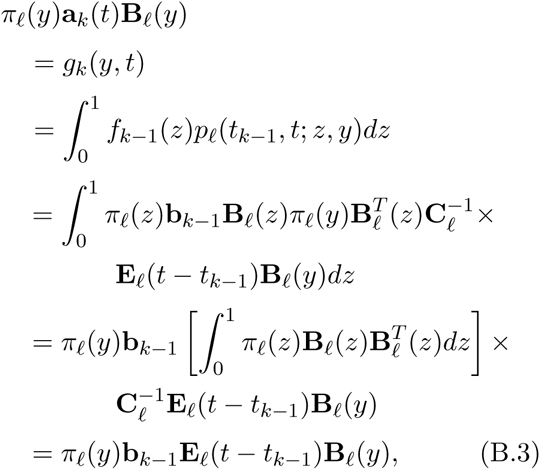 π_ℓ(y)𝐚_k(t)𝐁_ℓ(y)
= g_k(y, t)
= ∫_0^1 f_{k−1}(z)p_ℓ(t_{k−1}, t; z, y)dz
= ∫_0^1 π_ℓ(z)𝐛_{k−1}𝐁_ℓ(z)π_ℓ(y)𝐁_ℓ^T(z)𝐂_ℓ^{−1}×
𝐄_ℓ(t − t_{k−1})𝐁_ℓ(y)dz
= π_ℓ(y)𝐛_{k−1} [∫_0^1 π_ℓ(z)𝐁_ℓ(z)𝐁_ℓ^T(z)dz] ×
𝐂_ℓ^{−1}𝐄_ℓ(t − t_{k−1})𝐁_ℓ(y)
= π_ℓ(y)𝐛_{k−1}𝐄_ℓ(t − t_{k−1})𝐁_ℓ(y), (B.3)